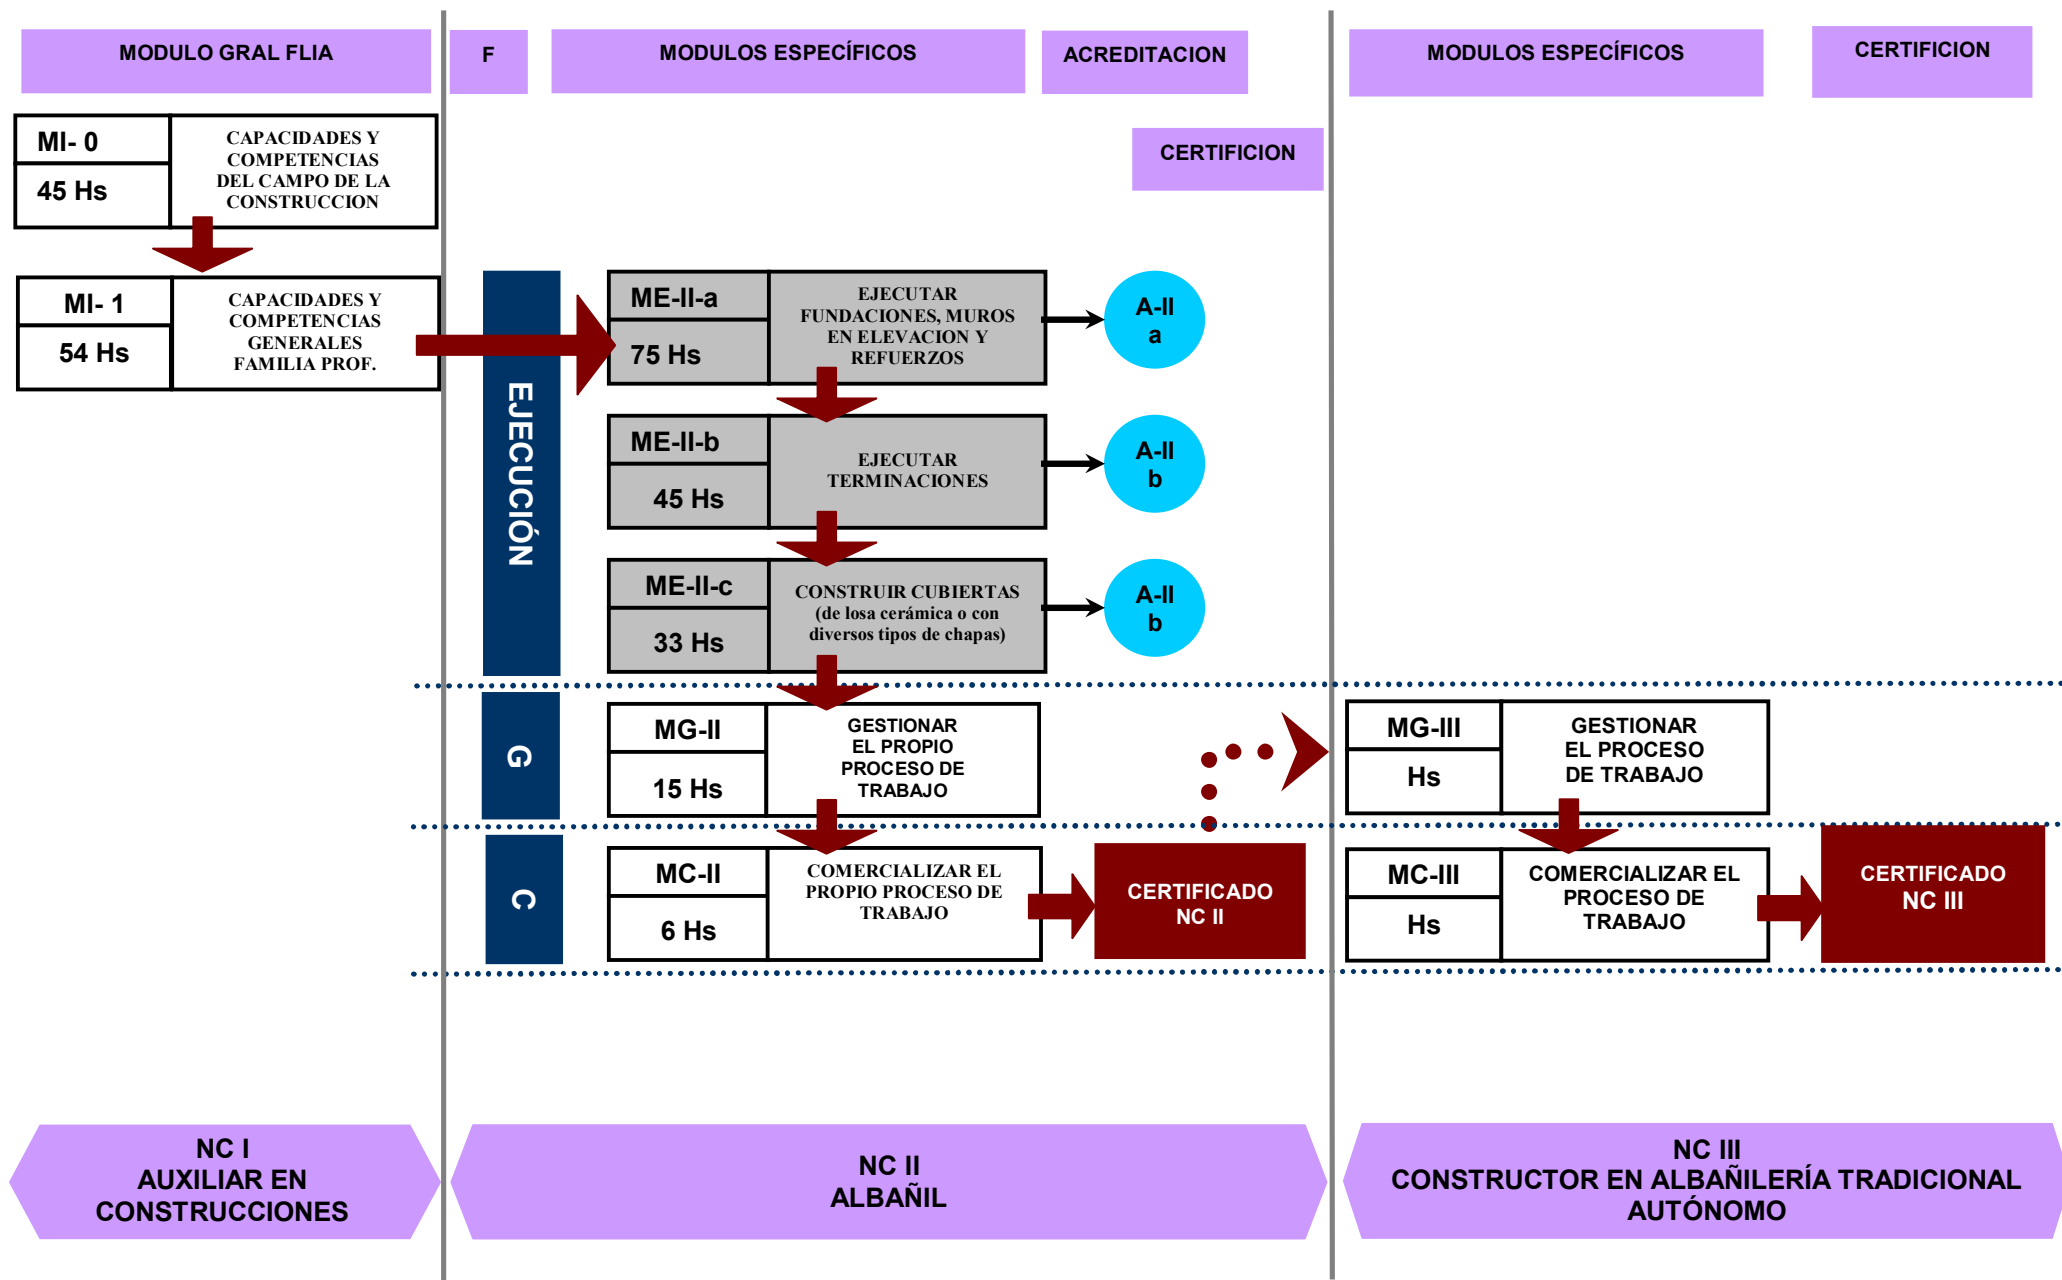 MODULO GRAL FLIA
F
MODULOS ESPECÍFICOS
ACREDITACION
MODULOS ESPECÍFICOS
CERTIFICION
CERTIFICION
MI- 0
45 Hs
CAPACIDADES Y
COMPETENCIAS
DEL CAMPO DE LA
CONSTRUCCION
MI- 1
54 Hs
CAPACIDADES Y
COMPETENCIAS
GENERALES
FAMILIA PROF.
EJECUCIÓN
ME-II-a
75 Hs
EJECUTAR
FUNDACIONES, MUROS
EN ELEVACION Y
REFUERZOS
A-II
a
ME-II-b
45 Hs
EJECUTAR
TERMINACIONES
A-II
b
ME-II-c
33 Hs
CONSTRUIR CUBIERTAS
(de losa cerámica o con
diversos tipos de chapas)
A-II
b
G
MG-II
15 Hs
GESTIONAR
EL PROPIO
PROCESO DE
TRABAJO
MG-III
Hs
GESTIONAR
EL PROCESO
DE TRABAJO
C
MC-II
6 Hs
COMERCIALIZAR EL
PROPIO PROCESO DE
TRABAJO
CERTIFICADO
NC II
MC-III
Hs
COMERCIALIZAR EL
PROCESO DE
TRABAJO
CERTIFICADO
NC III
NC I
AUXILIAR EN
CONSTRUCCIONES
NC II
ALBAÑIL
NC III
CONSTRUCTOR EN ALBAÑILERÍA TRADICIONAL
AUTÓNOMO